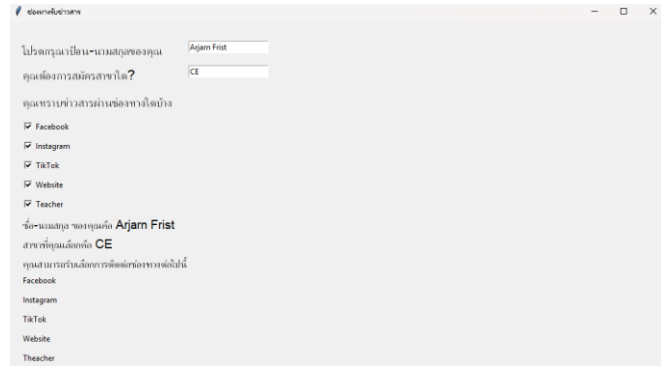 ช่องทางรับข่าวสาร
โปรดกรุณาป้อน-นามสกุลของคุณ Arjarn Frist
คุณต้องการสมัครสาขาใด? CE
คุณทราบข่าวสารผ่านช่องทางใดบ้าง
Facebook
Instagram
TikTok
Website
Teacher
ชื่อ-นามสกุล ของคุณคือ Arjarn Frist
สาขาที่คุณเลือกคือ CE
คุณสามารถรับเลือกการติดต่อช่องทางต่อไปนี้
Facebook
Instagram
TikTok
Website
Theacher